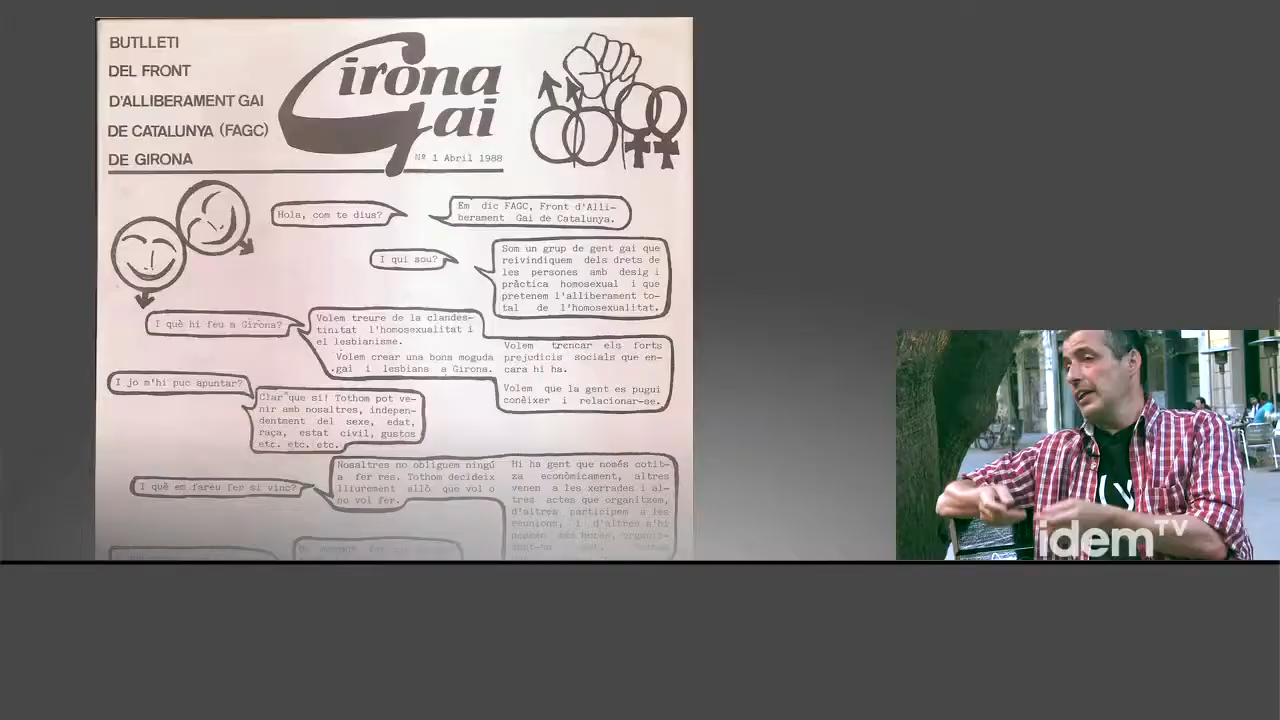 BUTLLETI
DEL FRONT
D'ALLIBERAMENT GAI
DE CATALUNYA (FAGC)
DE GIRONA
Girona
Gai
Nº 1 Abril 1988
Hola, com te dius?
Em dic FAGC, Front d'Alli-
berament Gai de Catalunya.
I qui sou?
Som un grup de gent gai que
reivindiquem dels drets de
les persones amb desig i
pràctica homosexual i que
pretenem l'alliberament to-
tal de l'homosexualitat.
I què hi feu a Girona?
Volem treure de la clandes-
tinitat l'homosexualitat i
el lesbianisme.
Volem crear una bona moguda
gai i lesbiana a Girona.
Volem trencar els forts
prejudicis socials que en-
cara hi ha.
Volem que la gent es pugui
conèixer i relacionar-se.
I jo m'hi puc apuntar?
Clar que si! Tothom pot ve-
nir amb nosaltres, indepen-
dentment del sexe, edat,
raça, estat civil, gustos
etc. etc. etc.
I què em fareu fer si vinc?
Nosaltres no obliguem ningú
a fer res. Tothom decideix
lliurement allò que vol o
no vol fer.
Hi ha gent que només cotit-
za econòmicament, altres
venen a les xerrades i al-
tres actes que organitzem,
d'altres participem a les
reunions, i d'altres s'hi
idemTV